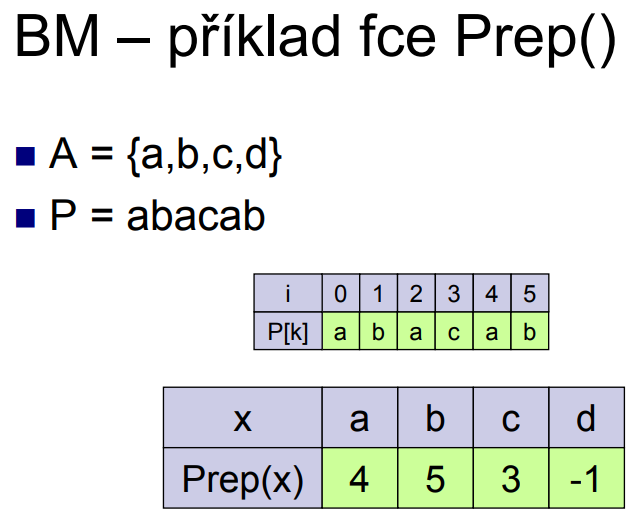 BM – příklad fce Prep()
A = {a,b,c,d}
P = abacab
i 0 1 2 3 4 5
P[k] a b a c a b
x a b c d
Prep(x) 4 5 3 -1